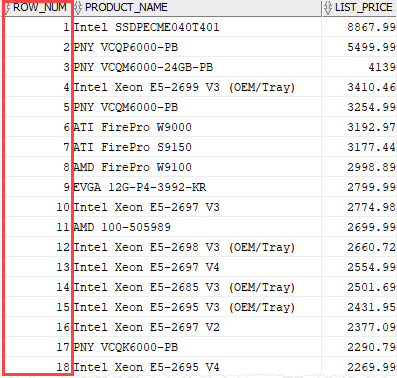 ROW_NUM PRODUCT_NAME LIST_PRICE
1 Intel SSDPECME040T401 8867.99
2 PNY VCQP6000-PB 5499.99
3 PNY VCQM6000-24GB-PB 4139
4 Intel Xeon E5-2699 V3 (OEM/Tray) 3410.46
5 PNY VCQM6000-PB 3254.99
6 ATI FirePro W9000 3192.97
7 ATI FirePro S9150 3177.44
8 AMD FirePro W9100 2998.89
9 EVGA 12G-P4-3992-KR 2799.99
10 Intel Xeon E5-2697 V3 2774.98
11 AMD 100-505989 2699.99
12 Intel Xeon E5-2698 V3 (OEM/Tray) 2660.72
13 Intel Xeon E5-2697 V4 2554.99
14 Intel Xeon E5-2685 V3 (OEM/Tray) 2501.69
15 Intel Xeon E5-2695 V3 (OEM/Tray) 2431.95
16 Intel Xeon E5-2697 V2 2377.09
17 PNY VCQK6000-PB 2290.79
18 Intel Xeon E5-2695 V4 2269.99